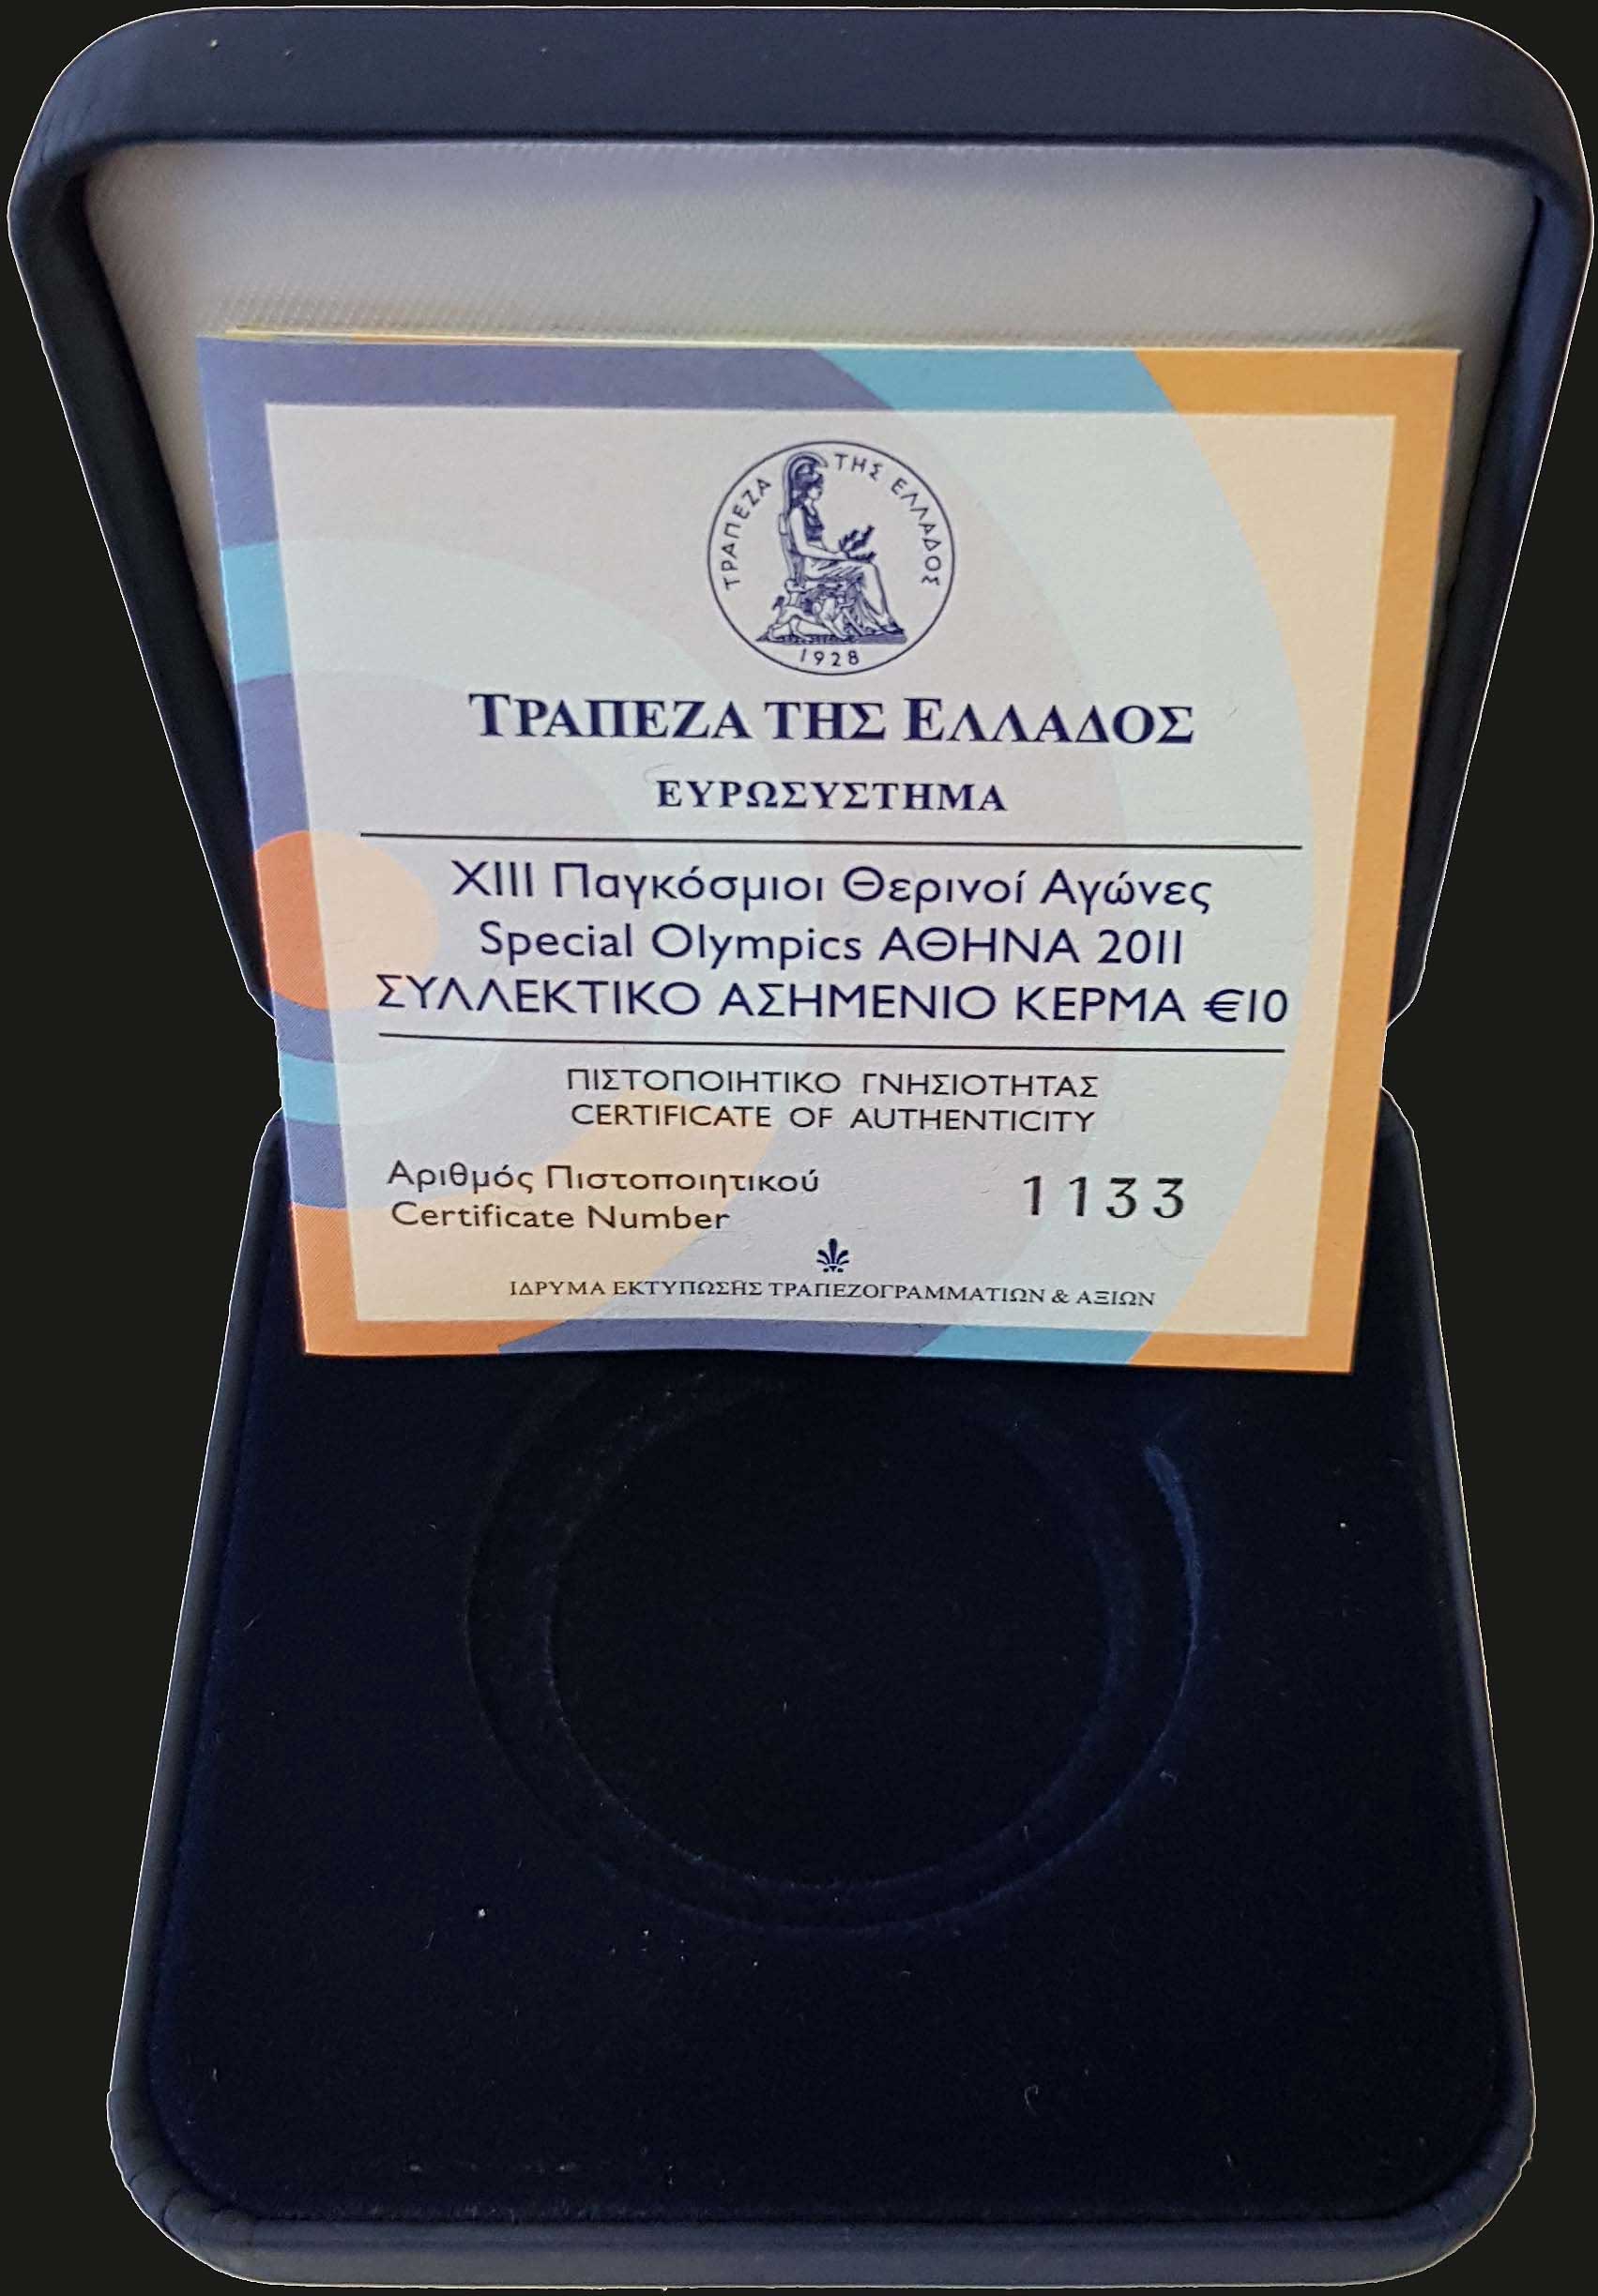 ΤΡΑΠΕΖΑ ΤΗΣ ΕΛΛΑΔΟΣ
1928
ΤΡΑΠΕΖΑ ΤΗΣ ΕΛΛΑΔΟΣ
ΕΥΡΩΣΥΣΤΗΜΑ
XIII Παγκόσμιοι Θερινοί Αγώνες
Special Olympics ΑΘΗΝΑ 2011
ΣΥΛΛΕΚΤΙΚΟ ΑΣΗΜΕΝΙΟ ΚΕΡΜΑ €10
ΠΙΣΤΟΠΟΙΗΤΙΚΟ ΓΝΗΣΙΟΤΗΤΑΣ
CERTIFICATE OF AUTHENTICITY
Αριθμός Πιστοποιητικού
Certificate Number
1133
ΙΔΡΥΜΑ ΕΚΤΥΠΩΣΗΣ ΤΡΑΠΕΖΟΓΡΑΜΜΑΤΙΩΝ & ΑΞΙΩΝ